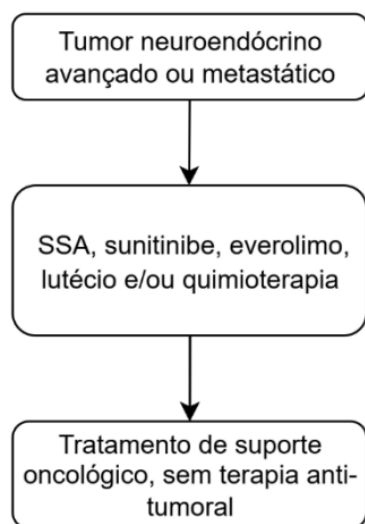 Tumor neuroendócrino
avançado ou metastático
SSA, sunitinibe, everolimo,
lutécio e/ou quimioterapia
Tratamento de suporte
oncológico, sem terapia anti-
tumoral